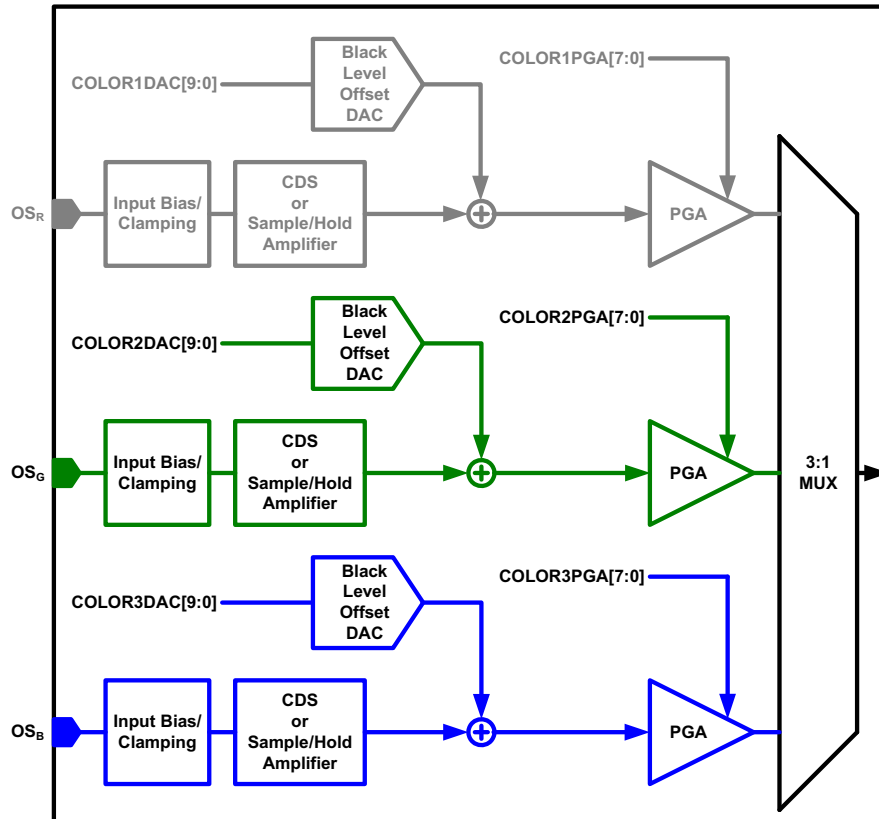 COLOR1DAC[9:0]
Black
Level
Offset
DAC
COLOR1PGA[7:0]
OSR
Input Bias/
Clamping
CDS
or
Sample/Hold
Amplifier
PGA
COLOR2DAC[9:0]
Black
Level
Offset
DAC
COLOR2PGA[7:0]
OSG
Input Bias/
Clamping
CDS
or
Sample/Hold
Amplifier
PGA
3:1
MUX
COLOR3DAC[9:0]
Black
Level
Offset
DAC
COLOR3PGA[7:0]
OSB
Input Bias/
Clamping
CDS
or
Sample/Hold
Amplifier
PGA